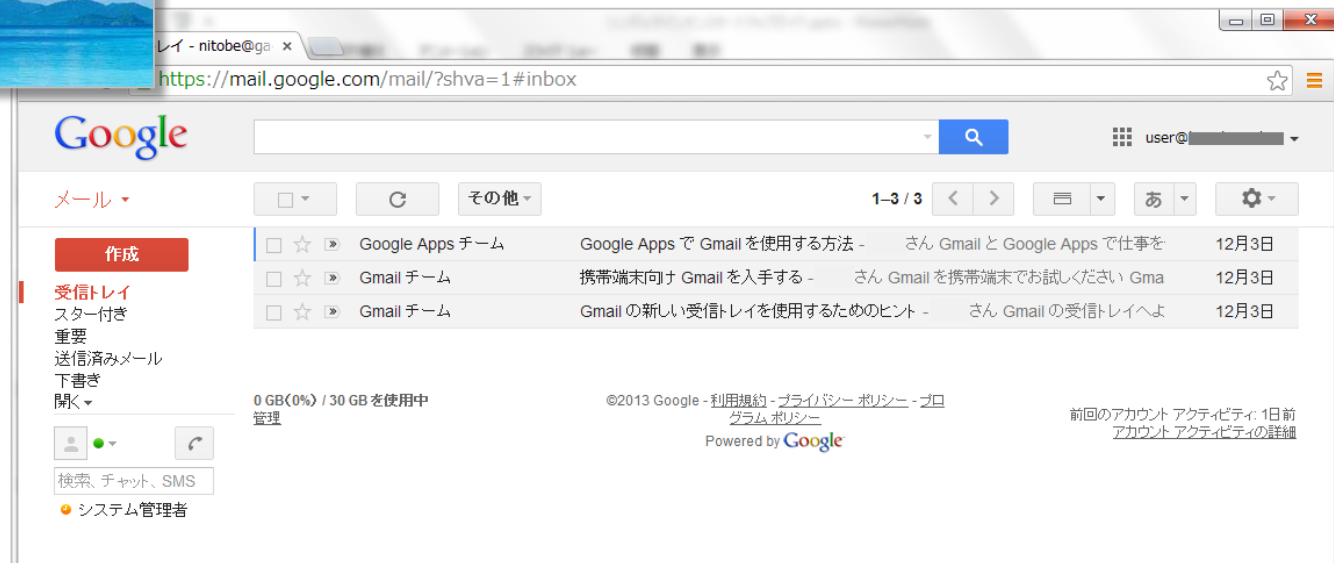 レイ - nitobe@ga
https://mail.google.com/mail/?shva=1#inbox
Google
user@
メール
その他
1–3 / 3
あ
作成
Google Apps チーム Google Apps で Gmail を使用する方法 - さん Gmail と Google Apps で仕事を 12月3日
受信トレイ
Gmail チーム 携帯端末向け Gmail を入手する - さん Gmail を携帯端末でお試しください Gma 12月3日
スター付き
Gmail チーム Gmail の新しい受信トレイを使用するためのヒント - さん Gmail の受信トレイへよ 12月3日
重要
送信済みメール
下書き
開く
0 GB(0%) / 30 GB を使用中
管理
©2013 Google - 利用規約 - プライバシー ポリシー - プロ
グラム ポリシー
Powered by Google
前回のアカウント アクティビティ: 1日前
アカウント アクティビティの詳細
検索、チャット、SMS
システム管理者